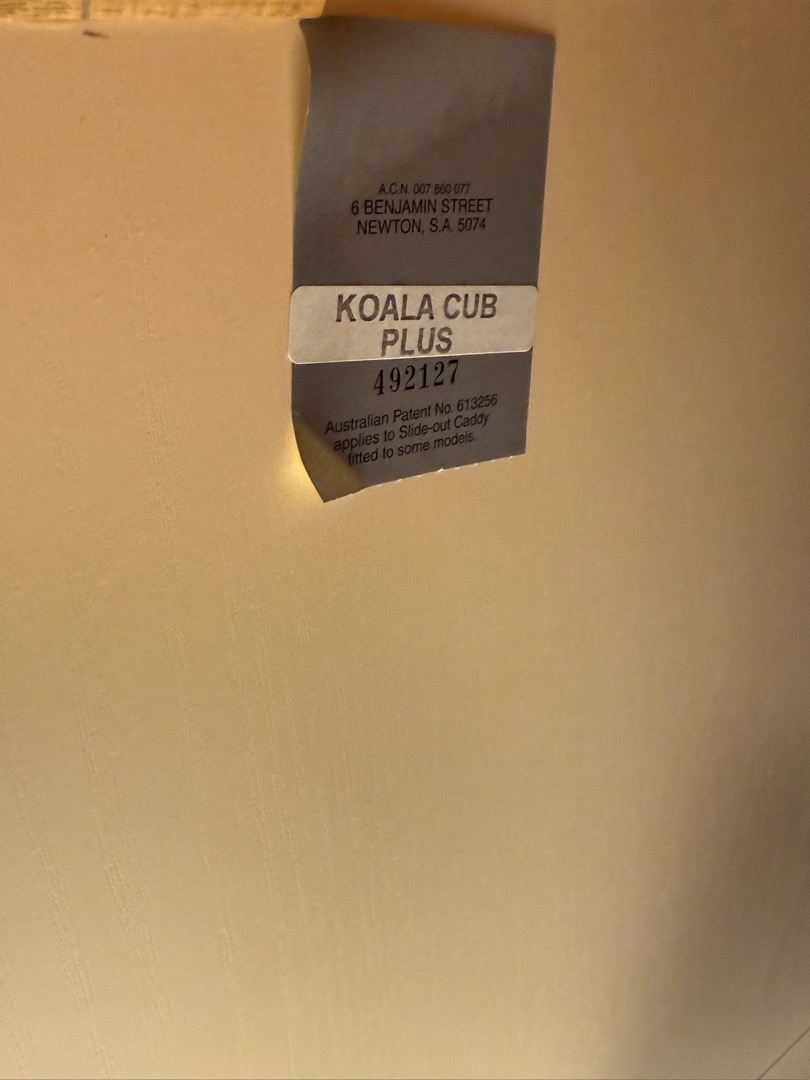 A.C.N. 007 860 077
6 BENJAMIN STREET
NEWTON, S.A. 5074
KOALA CUB
PLUS
492127
Australian Patent No. 613256
applies to Slide-out Caddy
fitted to some models.